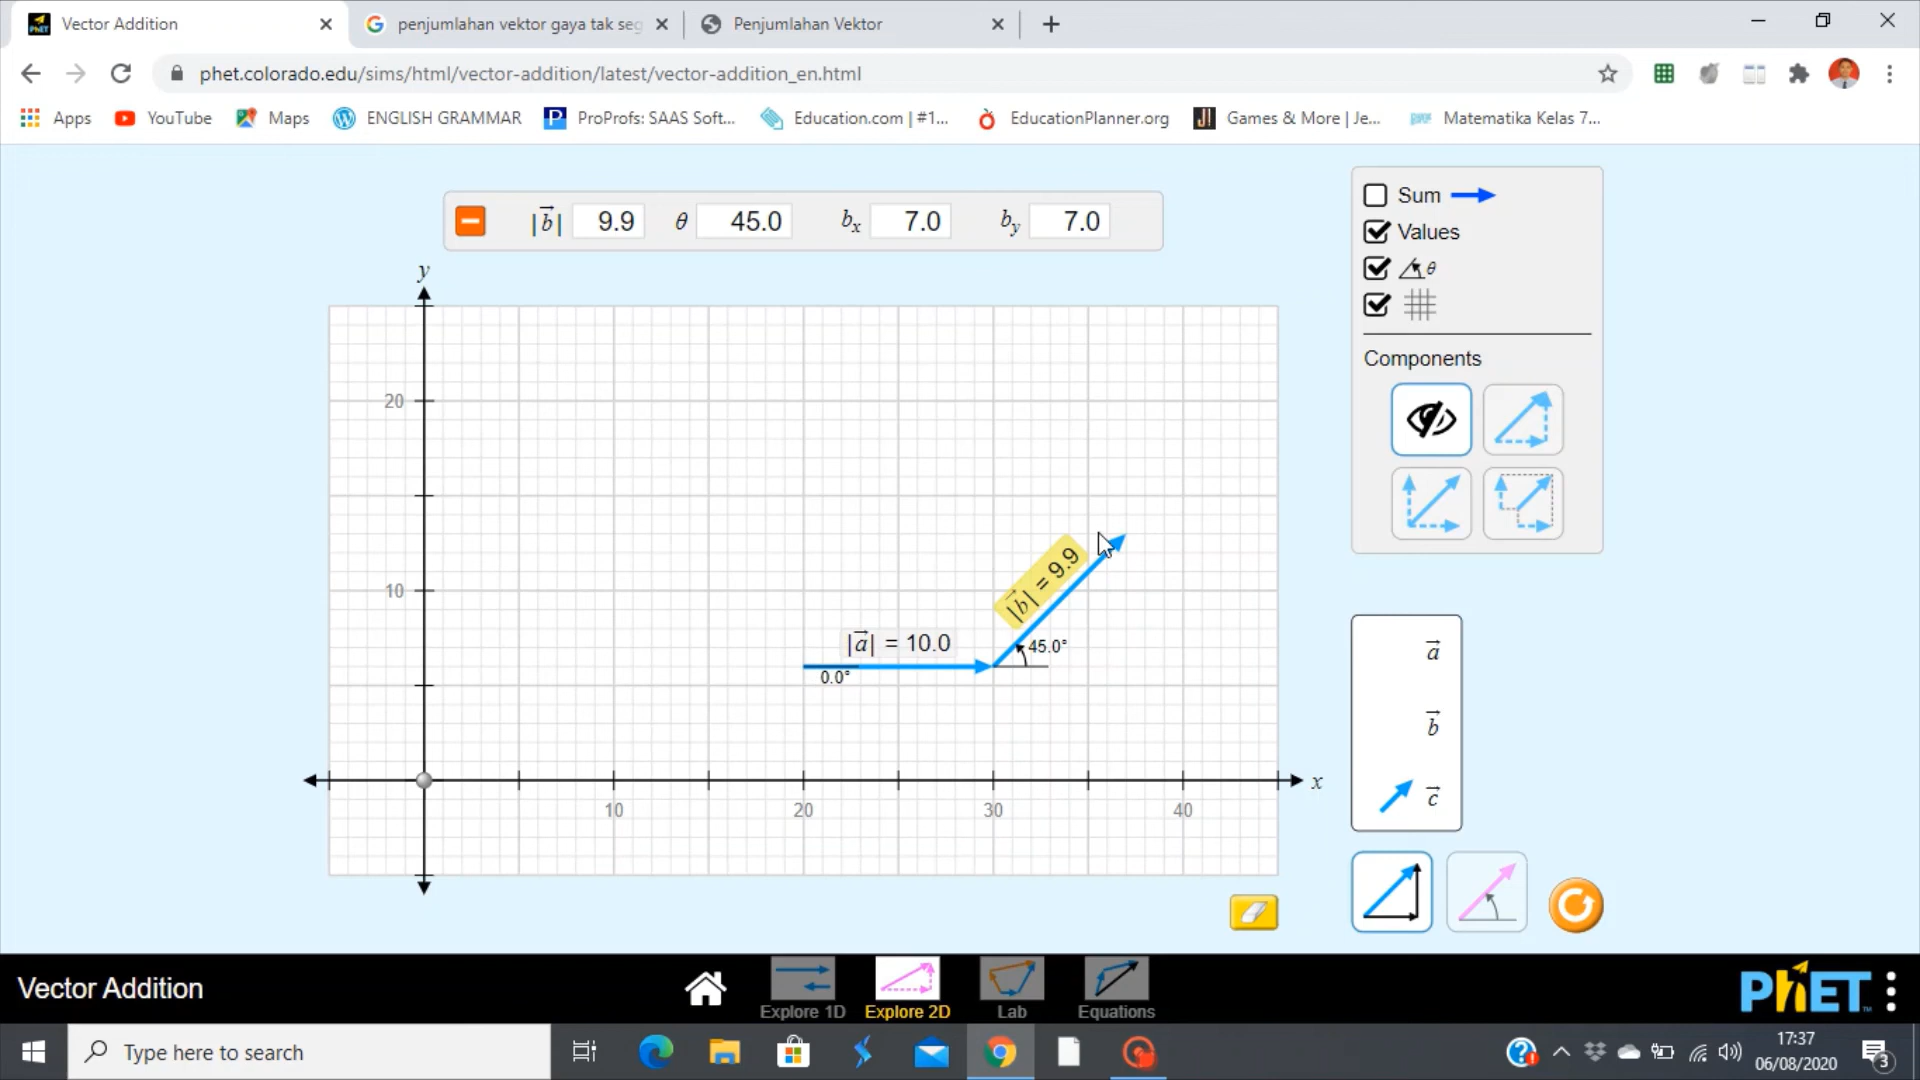 Vector Addition
penjumlahan vektor gaya tak seg
Penjumlahan Vektor
phet.colorado.edu/sims/html/vector-addition/latest/vector-addition_en.html
Apps
YouTube
Maps
ENGLISH GRAMMAR
ProProfs: SAAS Soft...
Education.com | #1...
EducationPlanner.org
Games & More | Je...
Matematika Kelas 7...
|b⃗| 9.9 θ 45.0 bx 7.0 by 7.0
Sum
Values
θ
Components
y
20
10
|b⃗| = 9.9
|a⃗| = 10.0
45.0°
0.0°
x
10 20 30 40
a⃗
b⃗
c⃗
Vector Addition
Explore 1D
Explore 2D
Lab
Equations
PhET
Type here to search
17:37
06/08/2020
3